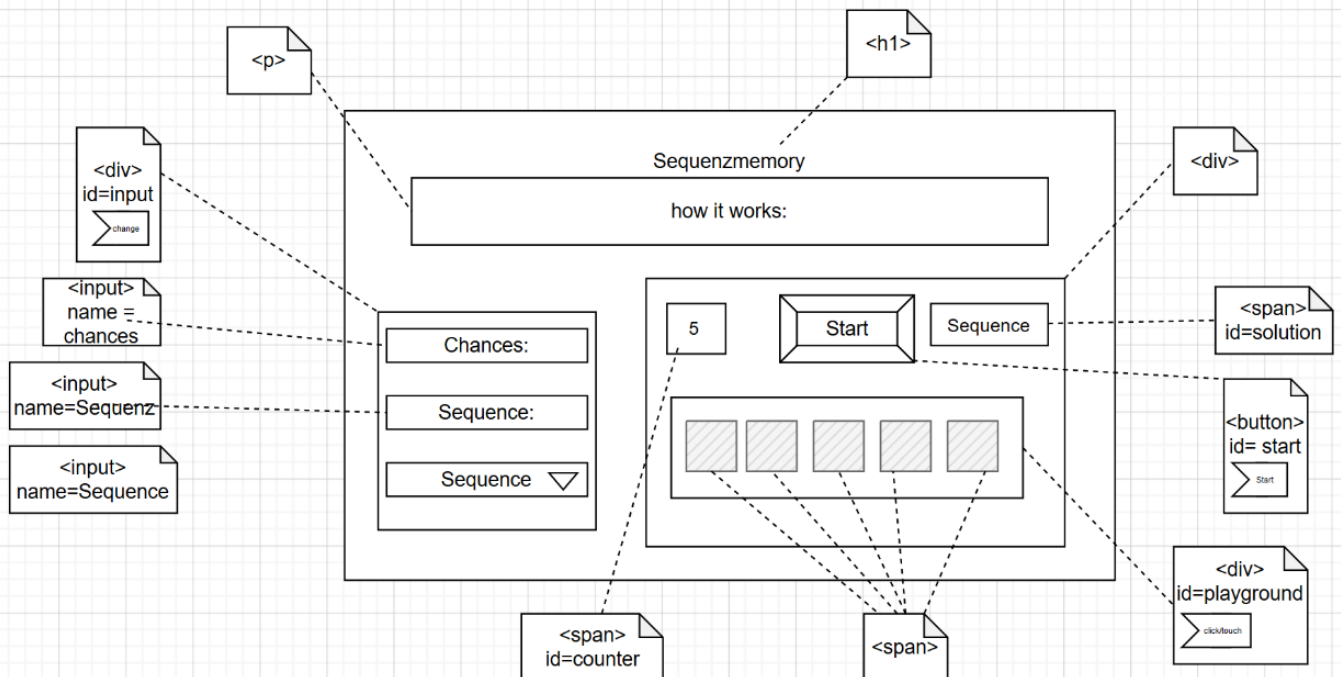 <p>
<h1>
<div>
id=input
change
Sequenzmemory
<div>
how it works:
<input>
name =
chances
5
Start
Sequence
<span>
id=solution
Chances:
<input>
name=Sequenz
Sequence:
<button>
id= start
Start
<input>
name=Sequence
Sequence
<div>
id=playground
click/touch
<span>
id=counter
<span>